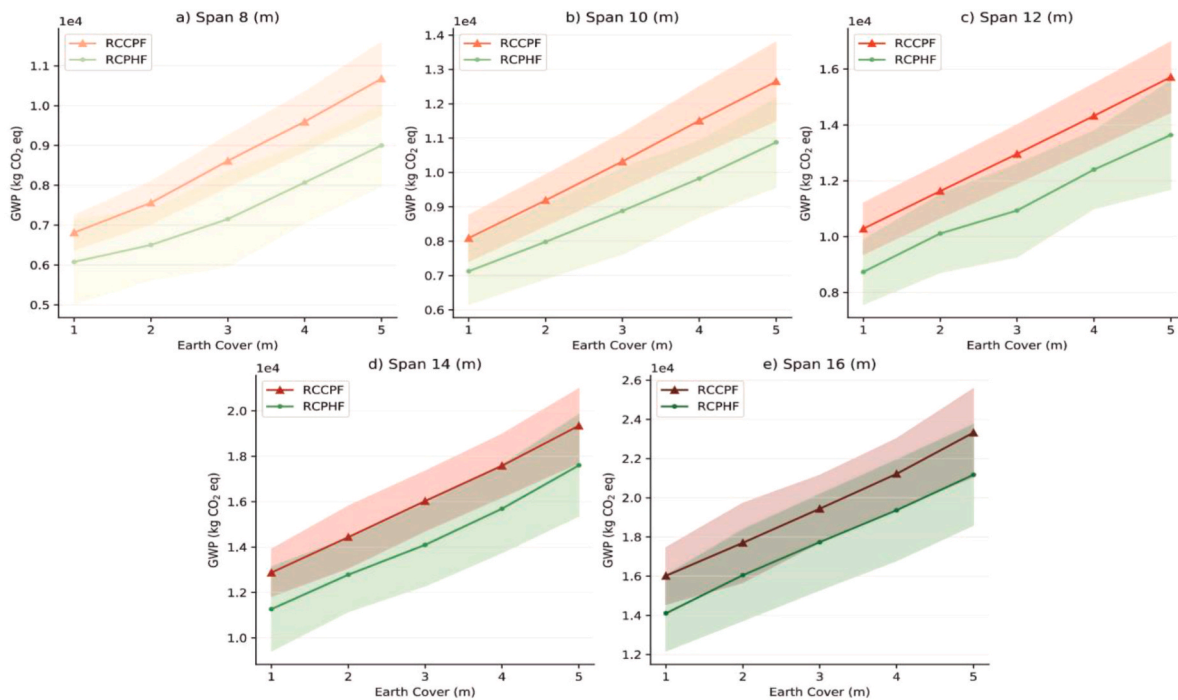 a) Span 8 (m)
1e4
RCCPF
RCPHF
1.1
1.0
0.9
0.8
0.7
0.6
0.5
GWP (kg CO₂ eq)
1 2 3 4 5
Earth Cover (m)
b) Span 10 (m)
1e4
RCCPF
RCPHF
1.4
1.3
1.2
1.1
1.0
0.9
0.8
0.7
0.6
GWP (kg CO₂ eq)
1 2 3 4 5
Earth Cover (m)
c) Span 12 (m)
1e4
RCCPF
RCPHF
1.6
1.4
1.2
1.0
0.8
GWP (kg CO₂ eq)
1 2 3 4 5
Earth Cover (m)
d) Span 14 (m)
1e4
RCCPF
RCPHF
2.0
1.8
1.6
1.4
1.2
1.0
GWP (kg CO₂ eq)
1 2 3 4 5
Earth Cover (m)
e) Span 16 (m)
1e4
RCCPF
RCPHF
2.6
2.4
2.2
2.0
1.8
1.6
1.4
1.2
GWP (kg CO₂ eq)
1 2 3 4 5
Earth Cover (m)